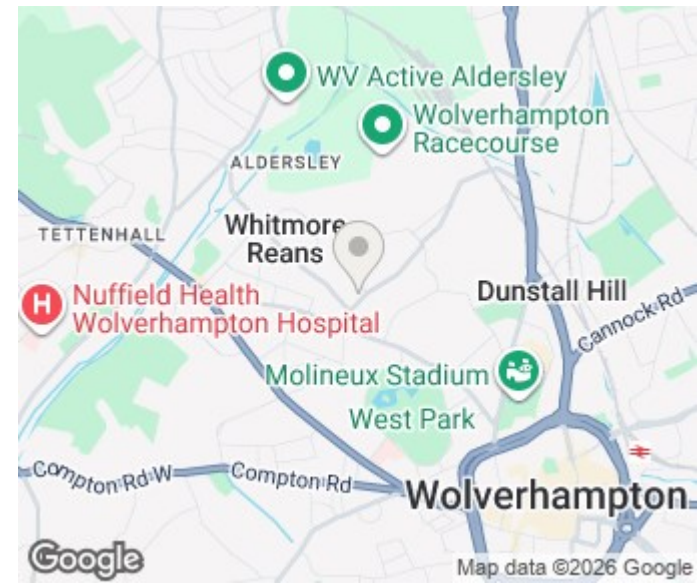 WV Active Aldersley
Wolverhampton
Racecourse
ALDERSLEY
TETTENHALL
Whitmore
Reans
H
Nuffield Health
Wolverhampton Hospital
Dunstall Hill
Cannock Rd
Molineux Stadium
West Park
Compton Rd W
Compton Rd
Wolverhampton
Google
Map data ©2026 Google